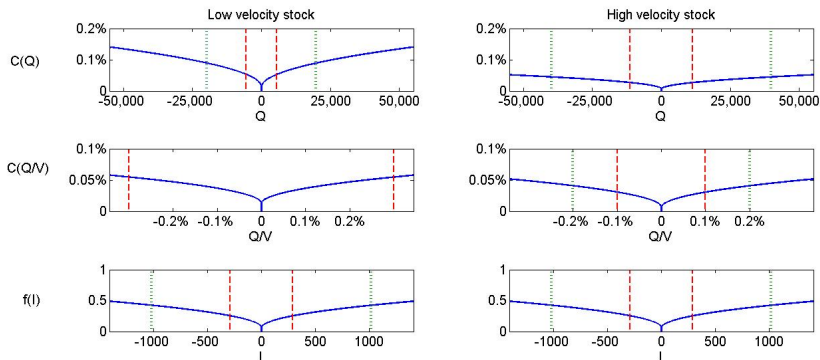 Low velocity stock
High velocity stock
C(Q)
0.2%
0.1%
0
-50,000 -25,000 0 25,000 50,000
Q
0.2%
0.1%
0
-50,000 -25,000 0 25,000 50,000
Q
C(Q/V)
0.1%
0.05%
0
-0.2% -0.1% 0 0.1% 0.2%
Q/V
0.1%
0.05%
0
-0.2% -0.1% 0 0.1% 0.2%
Q/V
f(I)
1
0.5
0
-1000 -500 0 500 1000
I
1
0.5
0
-1000 -500 0 500 1000
I